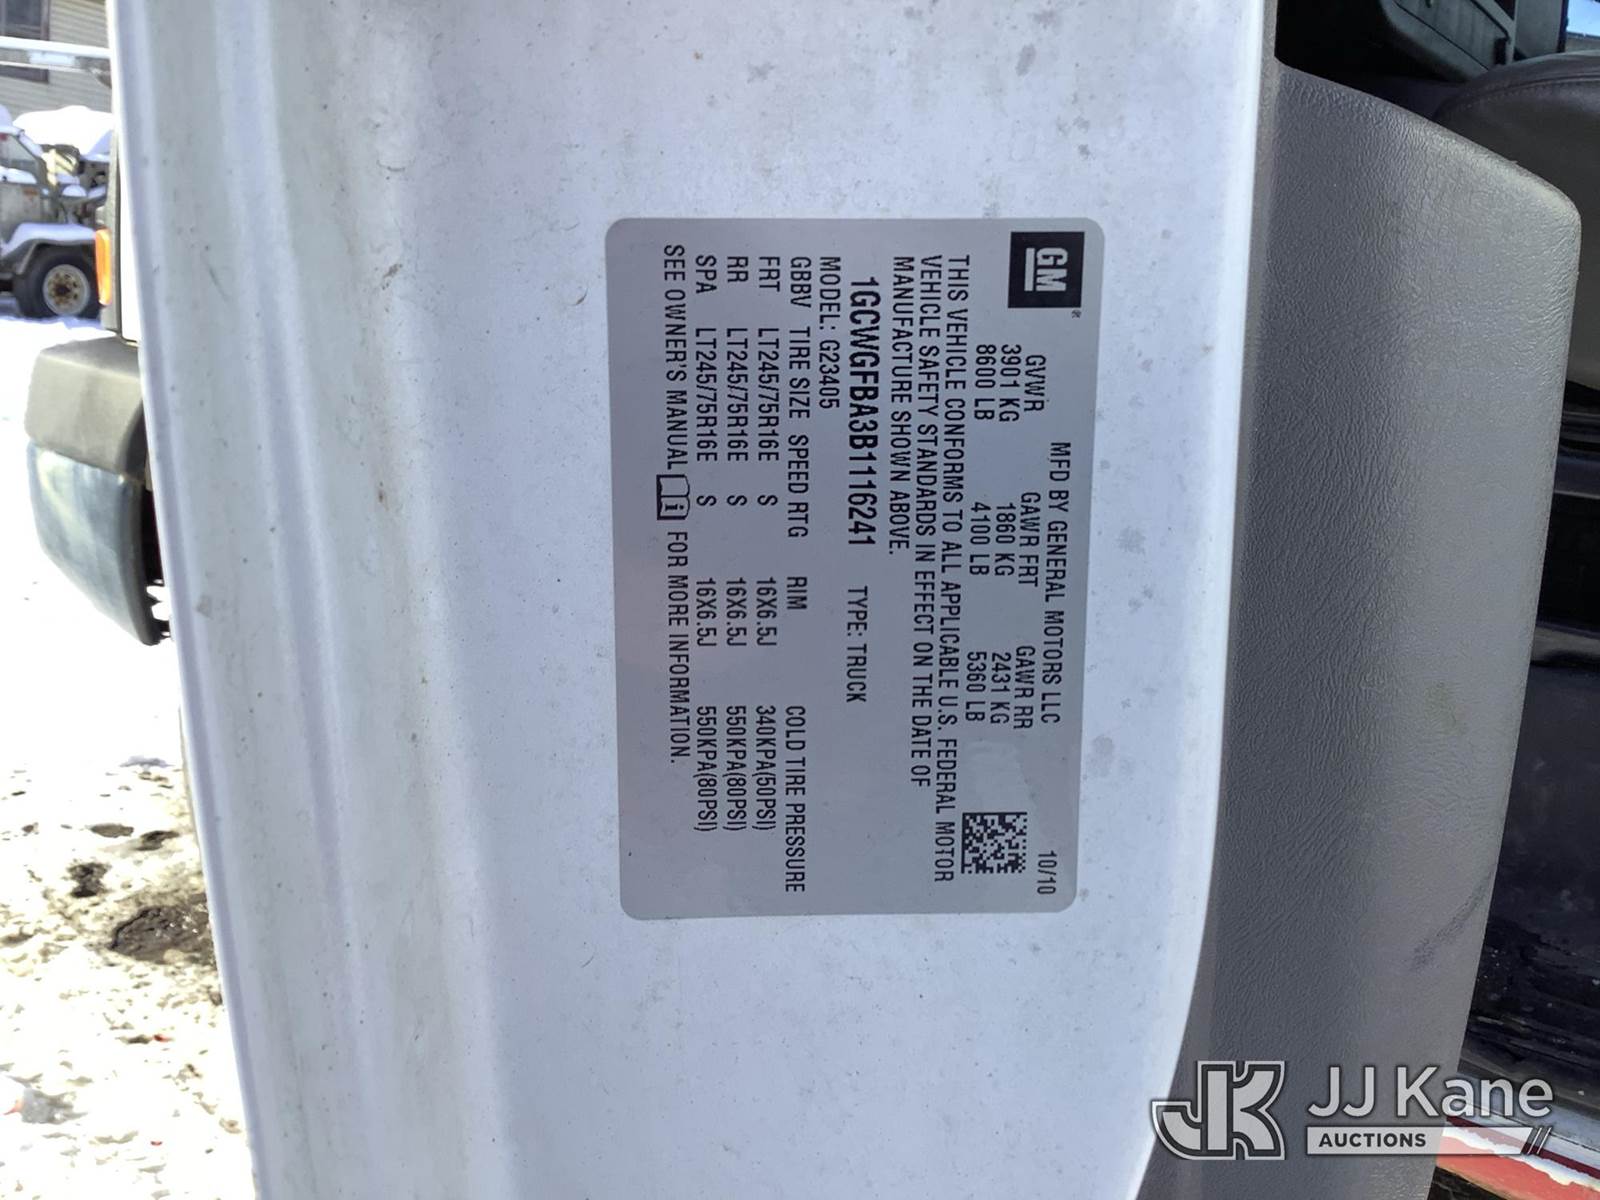 GM ®
MFD BY GENERAL MOTORS LLC 10/10
GVWR GAWR FRT GAWR RR
3901 KG 1860 KG 2431 KG
8600 LB 4100 LB 5360 LB
THIS VEHICLE CONFORMS TO ALL APPLICABLE U.S. FEDERAL MOTOR
VEHICLE SAFETY STANDARDS IN EFFECT ON THE DATE OF
MANUFACTURE SHOWN ABOVE.
1GCWGFBA3B1116241 TYPE: TRUCK
MODEL: G23405
GBBV TIRE SIZE SPEED RTG RIM COLD TIRE PRESSURE
FRT LT245/75R16E S 16X6.5J 340KPA(50PSI)
RR LT245/75R16E S 16X6.5J 550KPA(80PSI)
SPA LT245/75R16E S 16X6.5J 550KPA(80PSI)
SEE OWNER'S MANUAL i FOR MORE INFORMATION.
JK JJ Kane
AUCTIONS